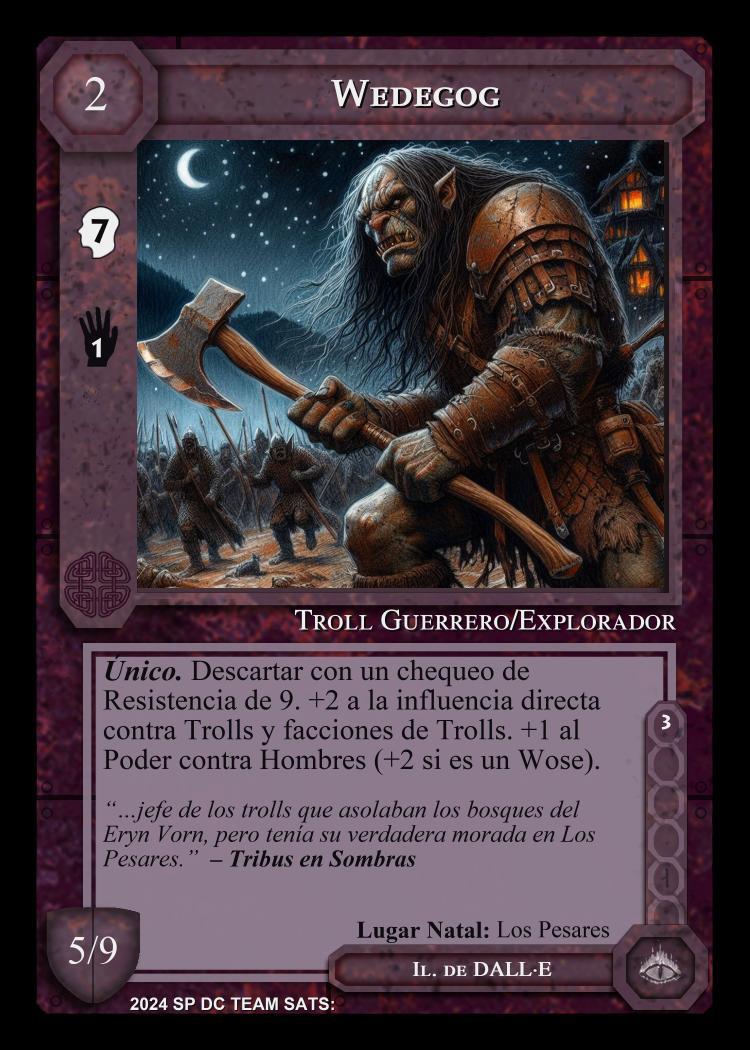 2
Wedegog
7
1
Troll Guerrero/Explorador
Único. Descartar con un chequeo de
Resistencia de 9. +2 a la influencia directa
contra Trolls y facciones de Trolls. +1 al
Poder contra Hombres (+2 si es un Wose).
3
“...jefe de los trolls que asolaban los bosques del
Eryn Vorn, pero tenía su verdadera morada en Los
Pesares.” – Tribus en Sombras
Lugar Natal: Los Pesares
5/9
Il. de DALL·E
2024 SP DC TEAM SATS: